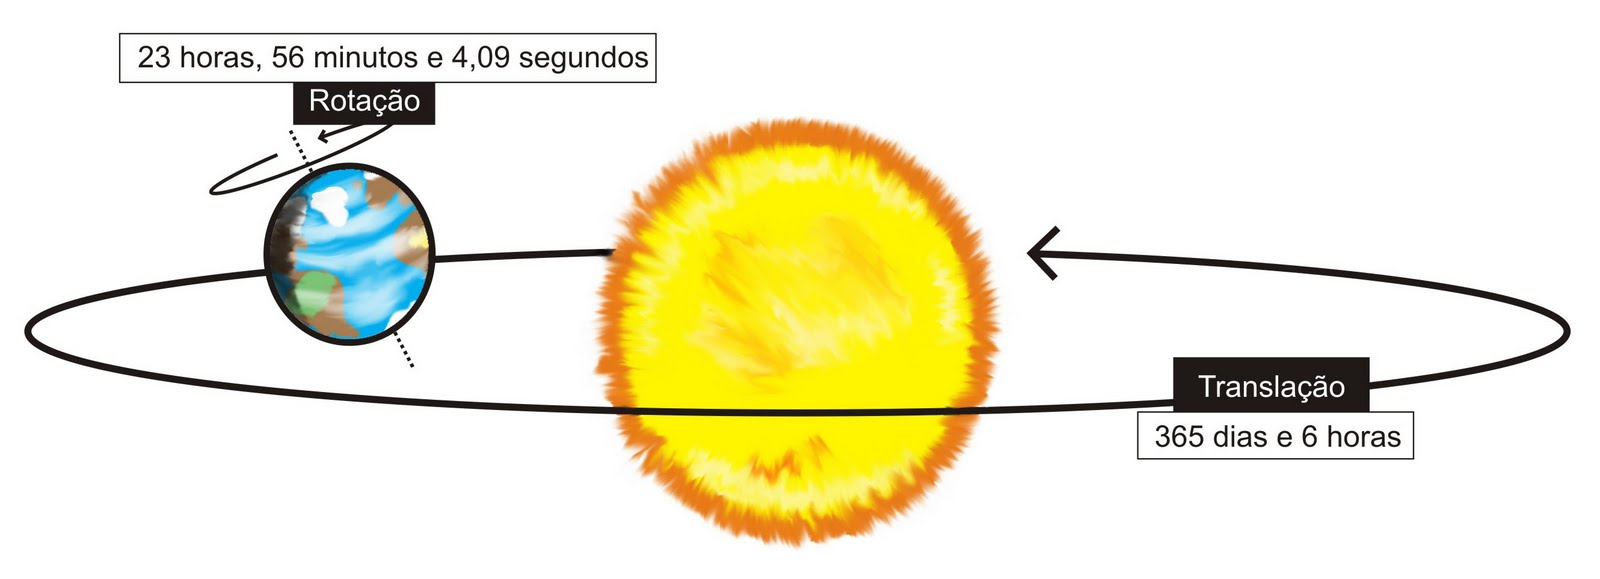 23 horas, 56 minutos e 4,09 segundos
Rotação
Translação
365 dias e 6 horas